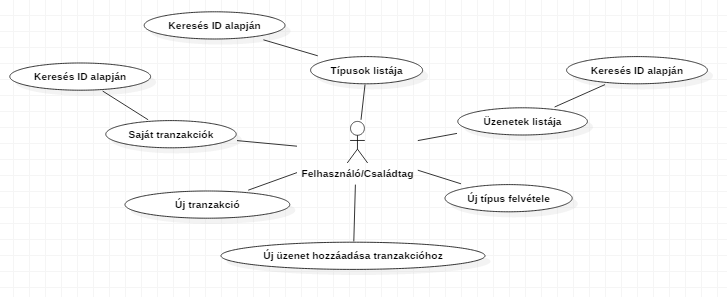 Keresés ID alapján
Keresés ID alapján
Típusok listája
Keresés ID alapján
Saját tranzakciók
Üzenetek listája
Felhasználó/Családtag
Új tranzakció
Új típus felvétele
Új üzenet hozzáadása tranzakcióhoz